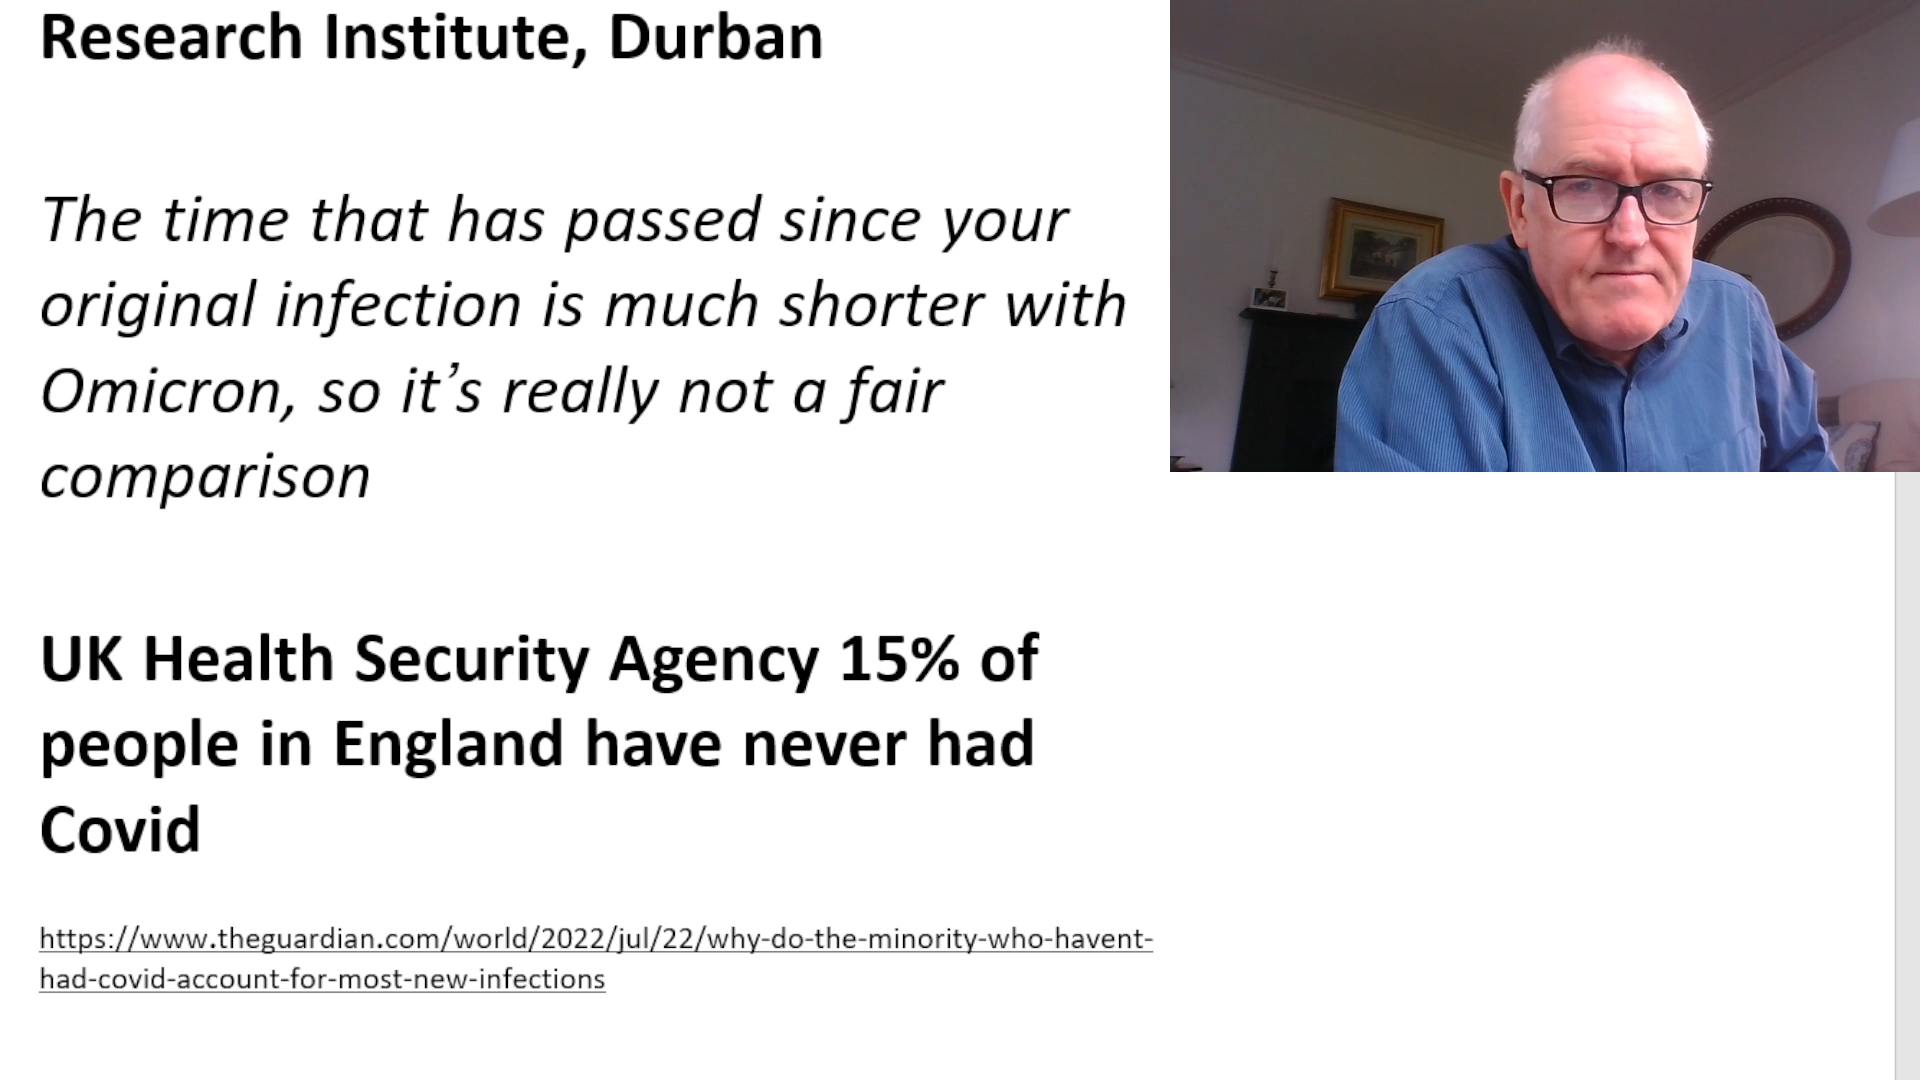 Research Institute, Durban
The time that has passed since your
original infection is much shorter with
Omicron, so it’s really not a fair
comparison
UK Health Security Agency 15% of
people in England have never had
Covid
https://www.theguardian.com/world/2022/jul/22/why-do-the-minority-who-havent-
had-covid-account-for-most-new-infections